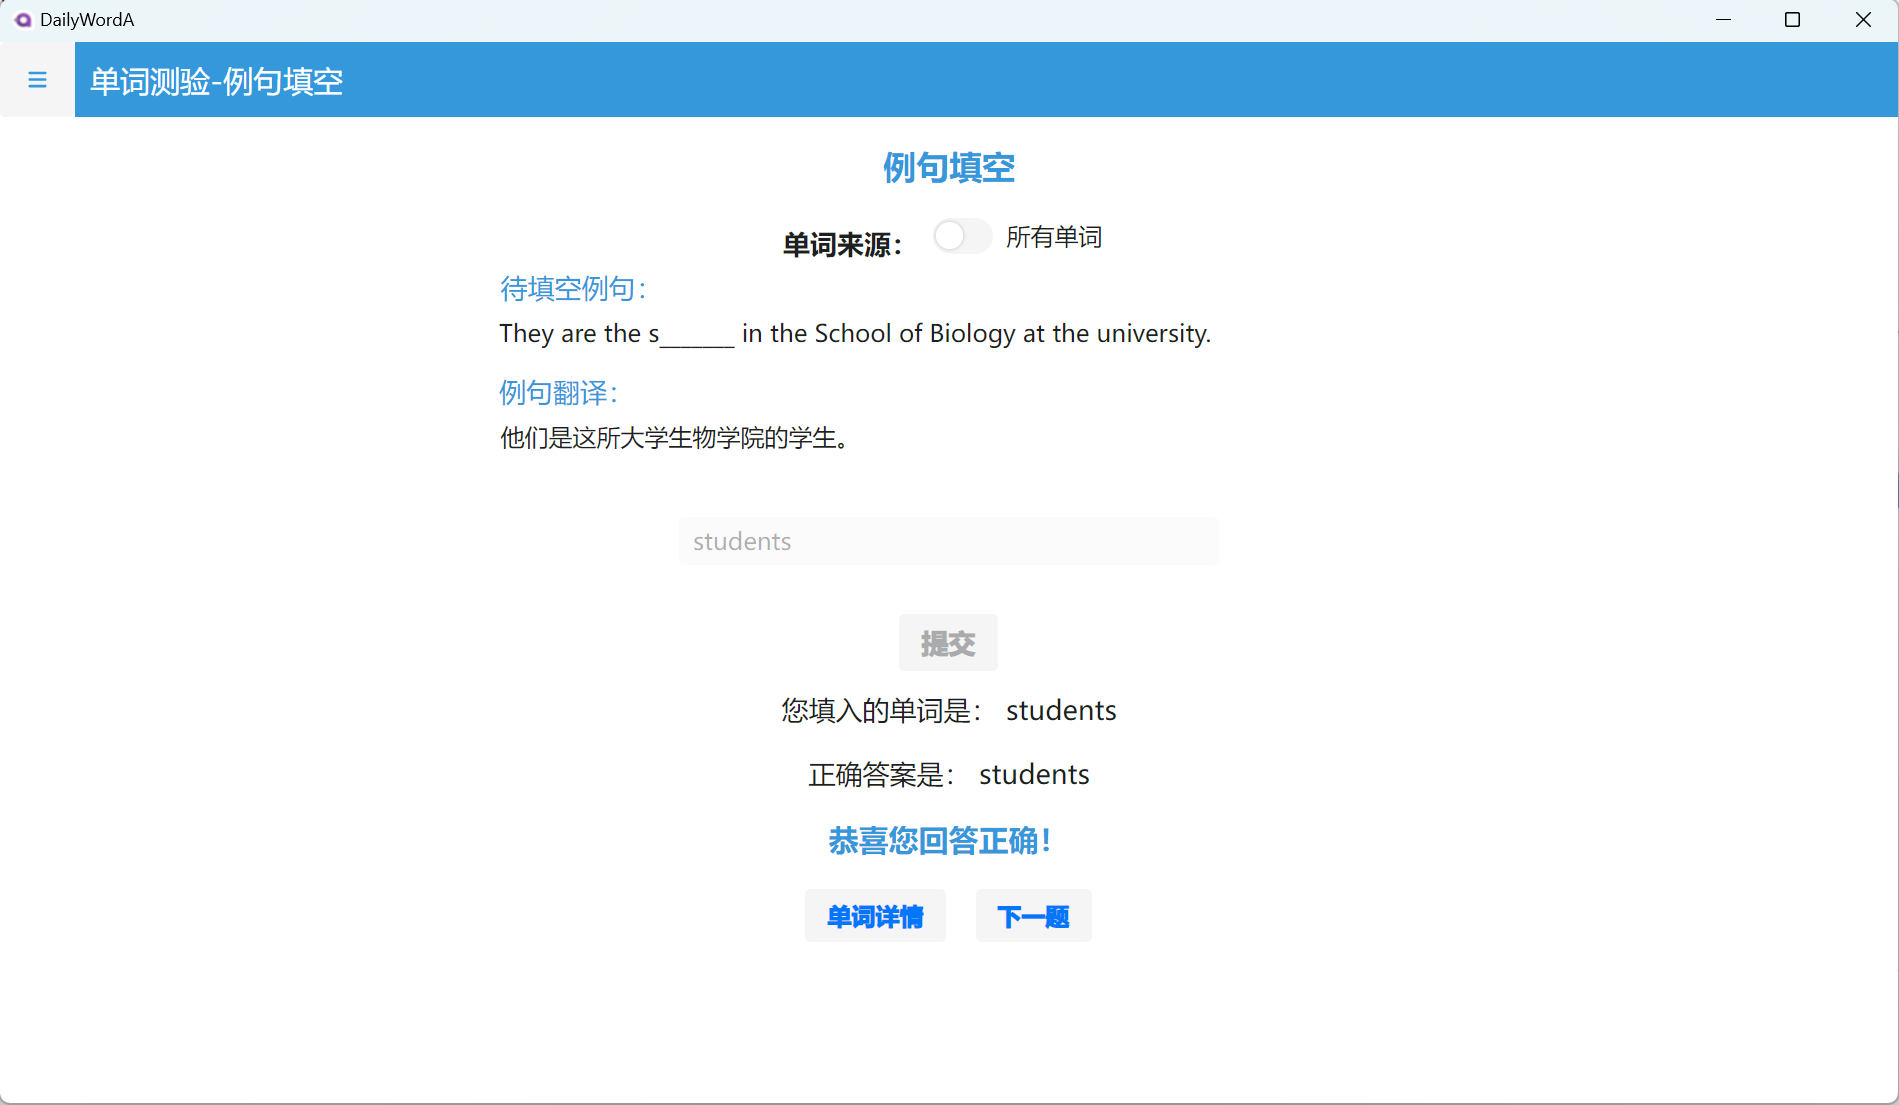 DailyWordA
单词测验-例句填空
例句填空
单词来源： 所有单词
待填空例句：
They are the s_______ in the School of Biology at the university.
例句翻译：
他们是这所大学生物学院的学生。
students
提交
您填入的单词是： students
正确答案是： students
恭喜您回答正确！
单词详情 下一题